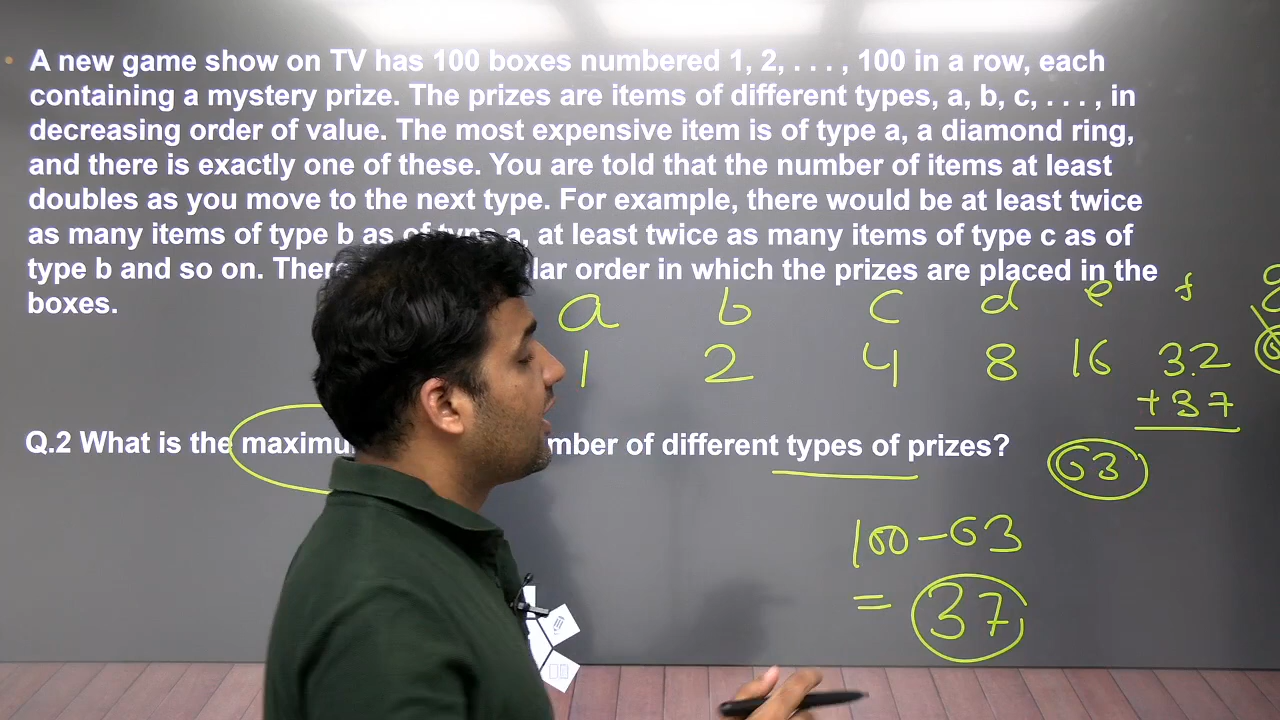 • A new game show on TV has 100 boxes numbered 1, 2, . . . , 100 in a row, each
containing a mystery prize. The prizes are items of different types, a, b, c, . . . , in
decreasing order of value. The most expensive item is of type a, a diamond ring,
and there is exactly one of these. You are told that the number of items at least
doubles as you move to the next type. For example, there would be at least twice
as many items of type b as of type a, at least twice as many items of type c as of
type b and so on. order in which the prizes are placed in the
boxes.
a b c d e f g
1 2 4 8 16 32
+37
Q.2 What is the of different types of prizes?
63
100-63
= 37